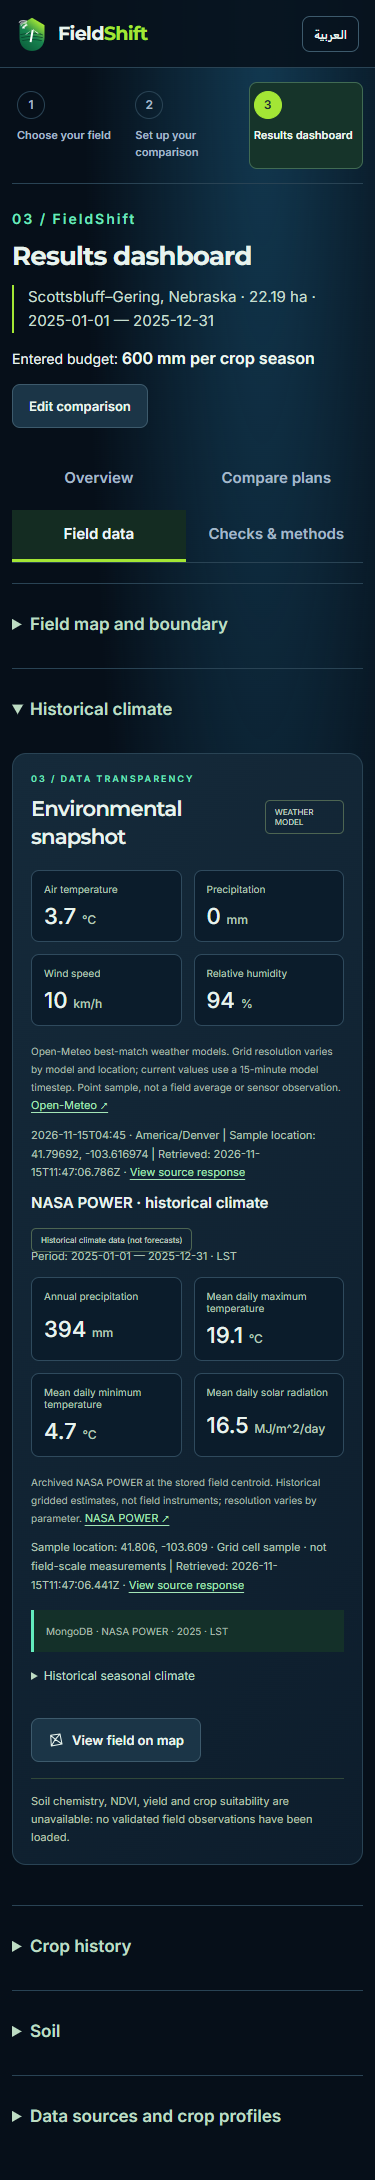 FieldShift
العربية
1
Choose your field
2
Set up your
comparison
3
Results dashboard
03 / FieldShift
Results dashboard
Scottsbluff–Gering, Nebraska · 22.19 ha ·
2025-01-01 — 2025-12-31
Entered budget: 600 mm per crop season
Edit comparison
Overview
Compare plans
Field data
Checks & methods
▶ Field map and boundary
▼ Historical climate
03 / DATA TRANSPARENCY
Environmental
snapshot
WEATHER
MODEL
Air temperature
3.7 °C
Precipitation
0 mm
Wind speed
10 km/h
Relative humidity
94 %
Open-Meteo best-match weather models. Grid resolution varies
by model and location; current values use a 15-minute model
timestep. Point sample, not a field average or sensor observation.
Open-Meteo ↗
2026-11-15T04:45 · America/Denver | Sample location:
41.79692, -103.616974 | Retrieved: 2026-11-
15T11:47:06.786Z · View source response
NASA POWER · historical climate
Historical climate data (not forecasts)
Period: 2025-01-01 — 2025-12-31 · LST
Annual precipitation
394 mm
Mean daily maximum
temperature
19.1 °C
Mean daily minimum
temperature
4.7 °C
Mean daily solar radiation
16.5 MJ/m^2/day
Archived NASA POWER at the stored field centroid. Historical
gridded estimates, not field instruments; resolution varies by
parameter. NASA POWER ↗
Sample location: 41.806, -103.609 · Grid cell sample · not
field-scale measurements | Retrieved: 2026-11-
15T11:47:06.441Z · View source response
MongoDB · NASA POWER · 2025 · LST
▶ Historical seasonal climate
View field on map
Soil chemistry, NDVI, yield and crop suitability are
unavailable: no validated field observations have been
loaded.
▶ Crop history
▶ Soil
▶ Data sources and crop profiles